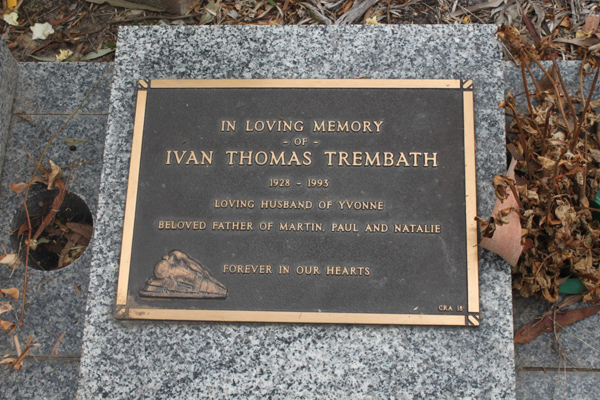 IN LOVING MEMORY
- OF -
IVAN THOMAS TREMBATH
1928 - 1993
LOVING HUSBAND OF YVONNE
BELOVED FATHER OF MARTIN, PAUL AND NATALIE
FOREVER IN OUR HEARTS
CRA 18